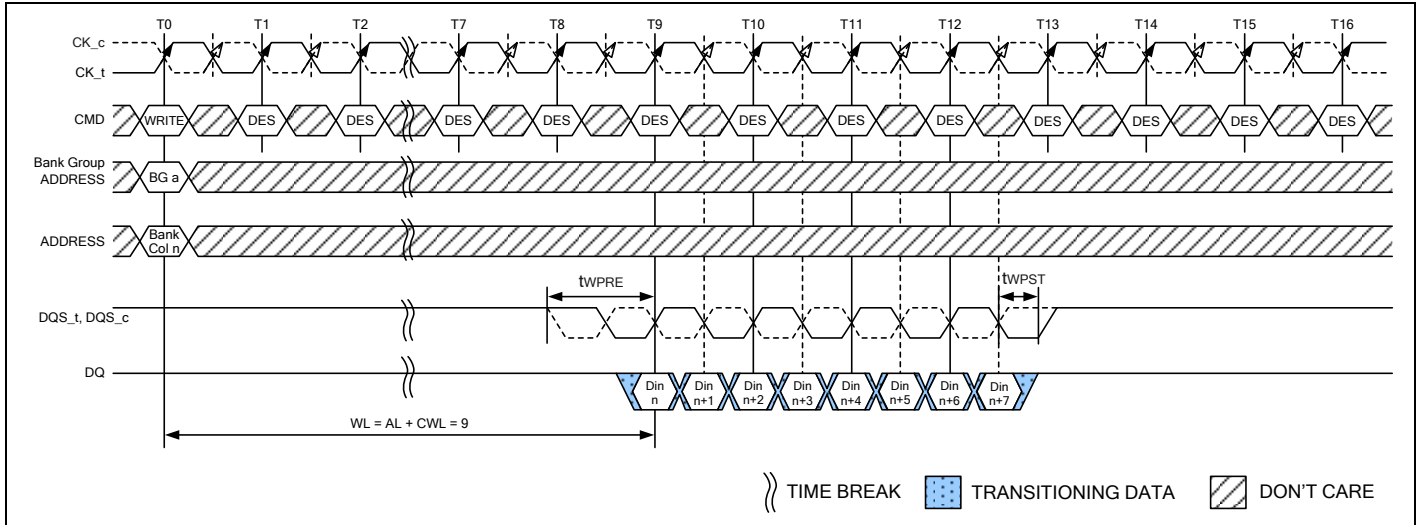 T0 T1 T2 T7 T8 T9 T10 T11 T12 T13 T14 T15 T16
CK_c
CK_t
CMD WRITE DES DES DES DES DES DES DES DES DES DES DES DES
Bank Group
ADDRESS
BG a
ADDRESS
Bank
Col n
tWPRE tWPST
DQS_t, DQS_c
DQ
Din Din Din Din Din Din Din Din
n n+1 n+2 n+3 n+4 n+5 n+6 n+7
WL = AL + CWL = 9
TIME BREAK TRANSITIONING DATA DON'T CARE